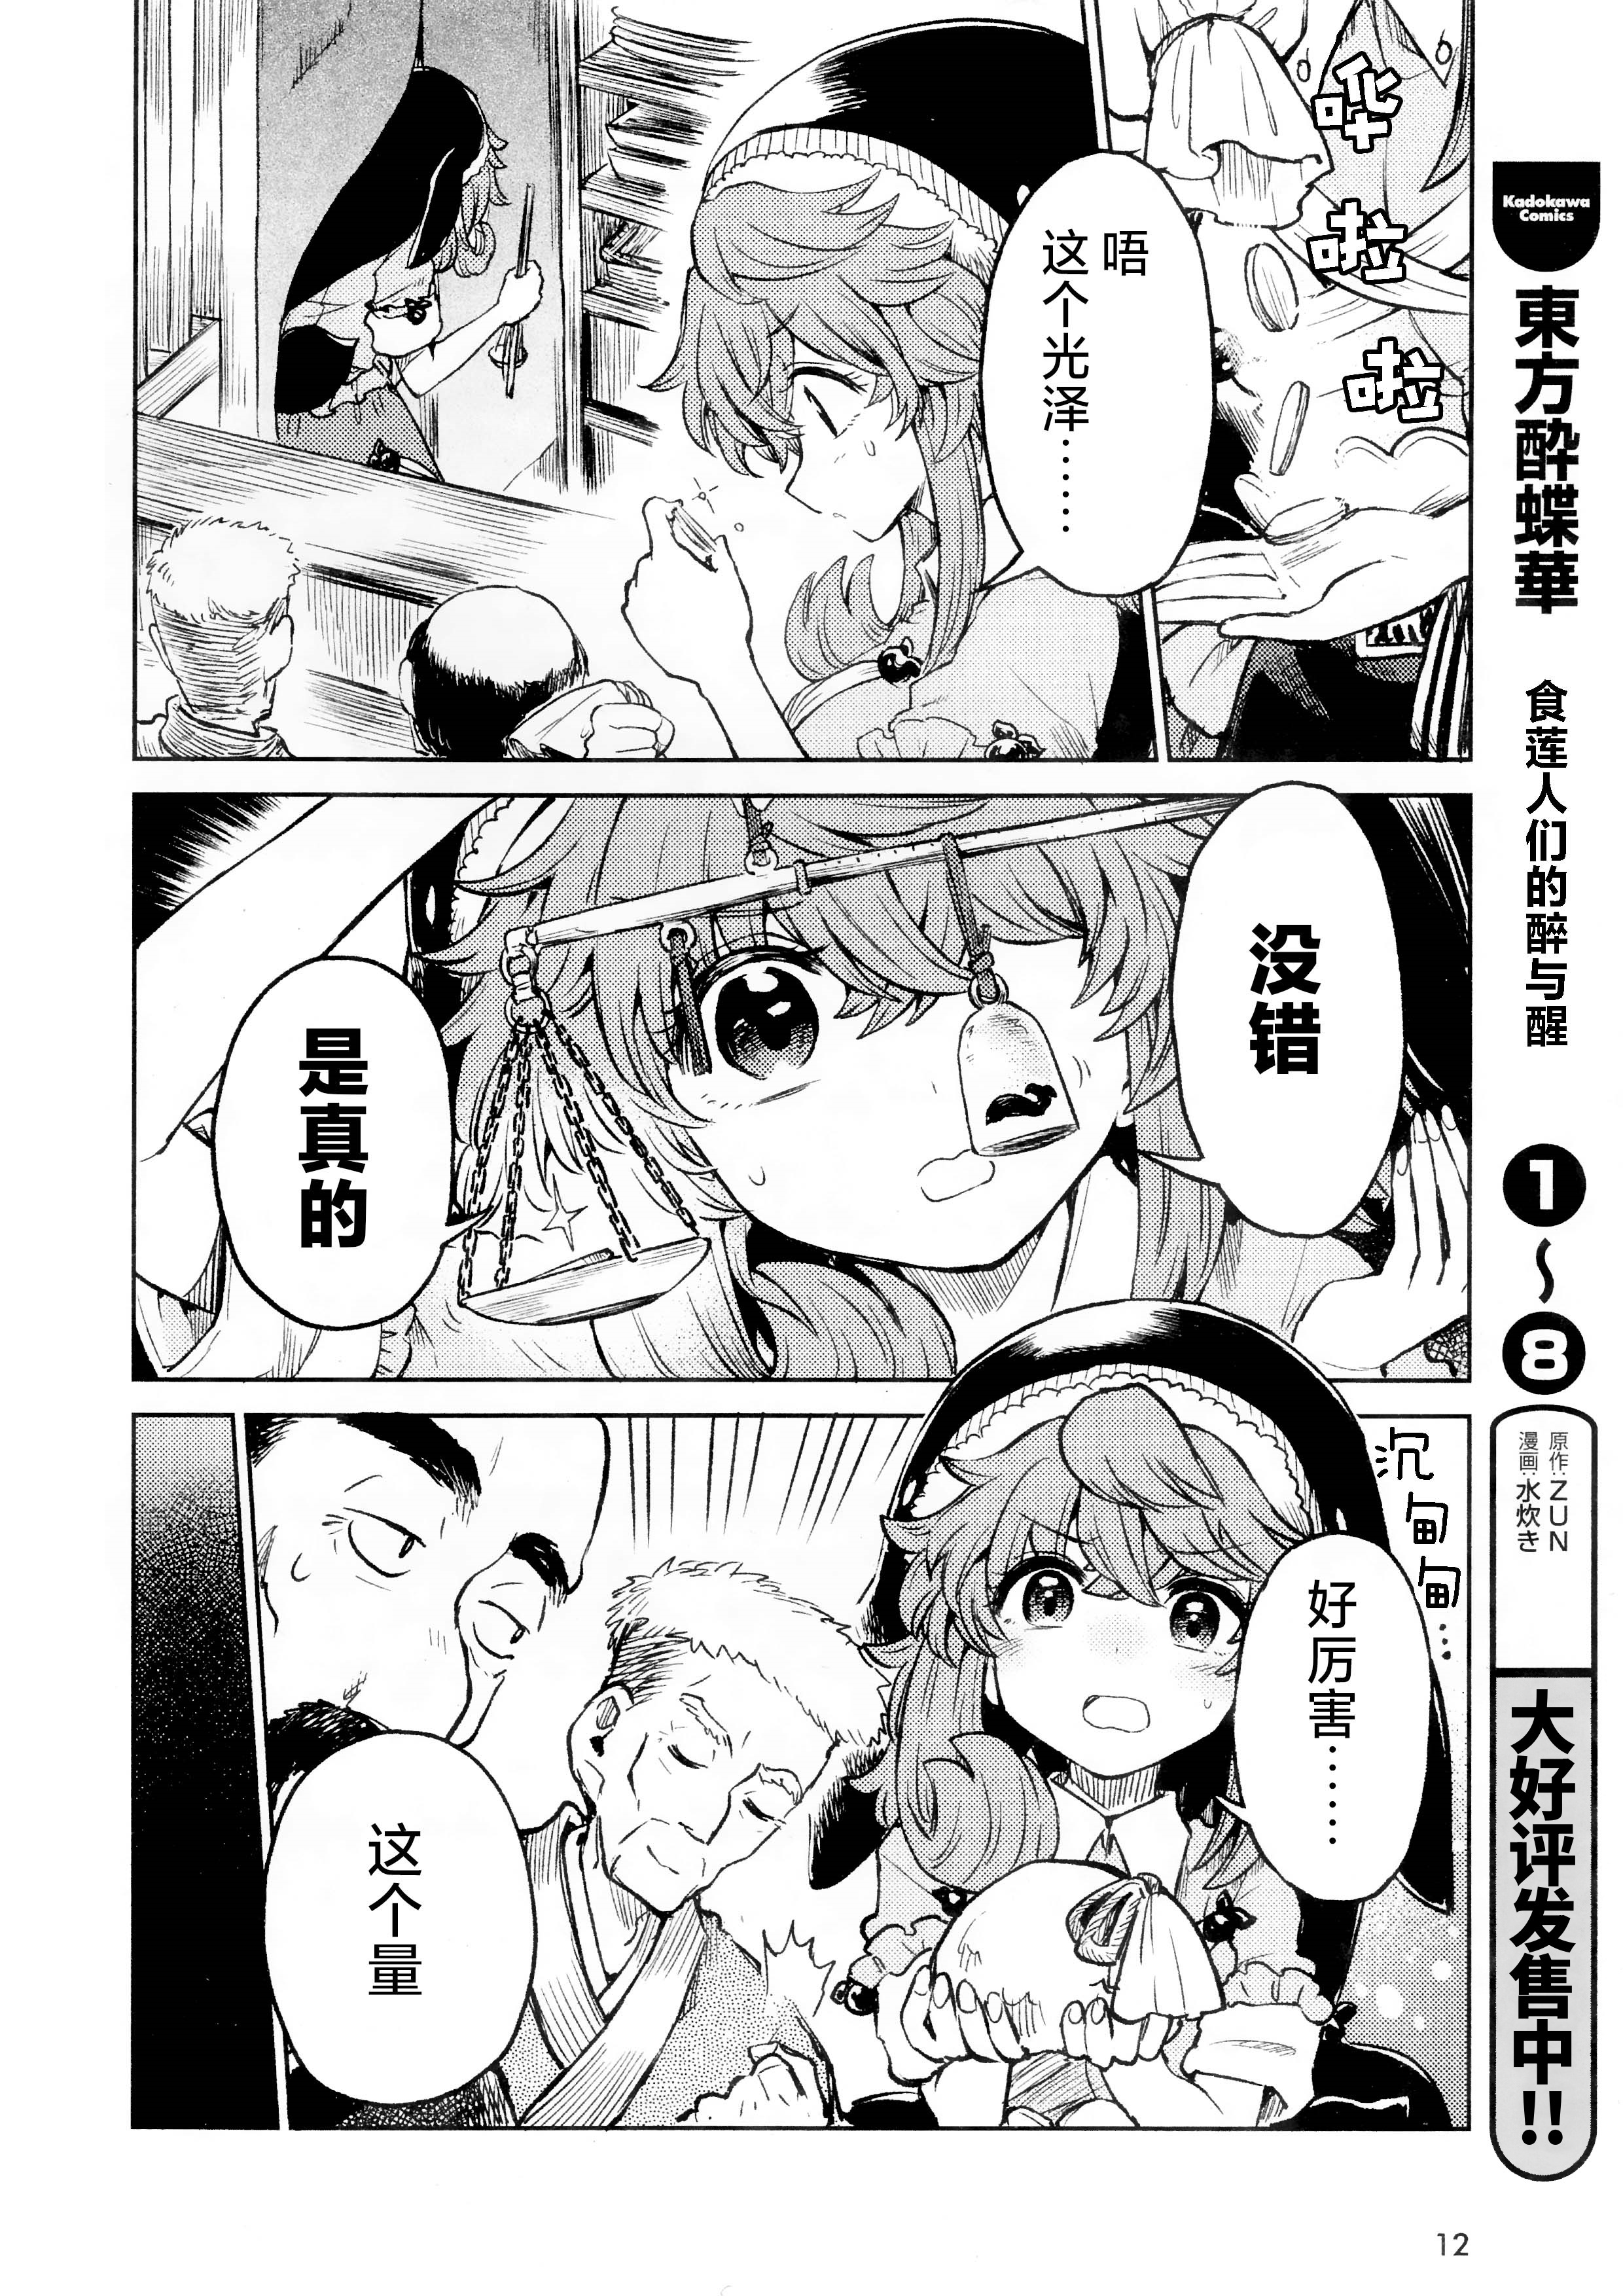 哗
啦
啦
唔
这个光泽……
没错
是真的
沉甸甸…
好厉害……
这个量
Kadokawa
Comics
東方酔蝶華
食莲人们的醉与醒
1～8
原作:ZUN
漫画:水炊き
大好评发售中!!
12